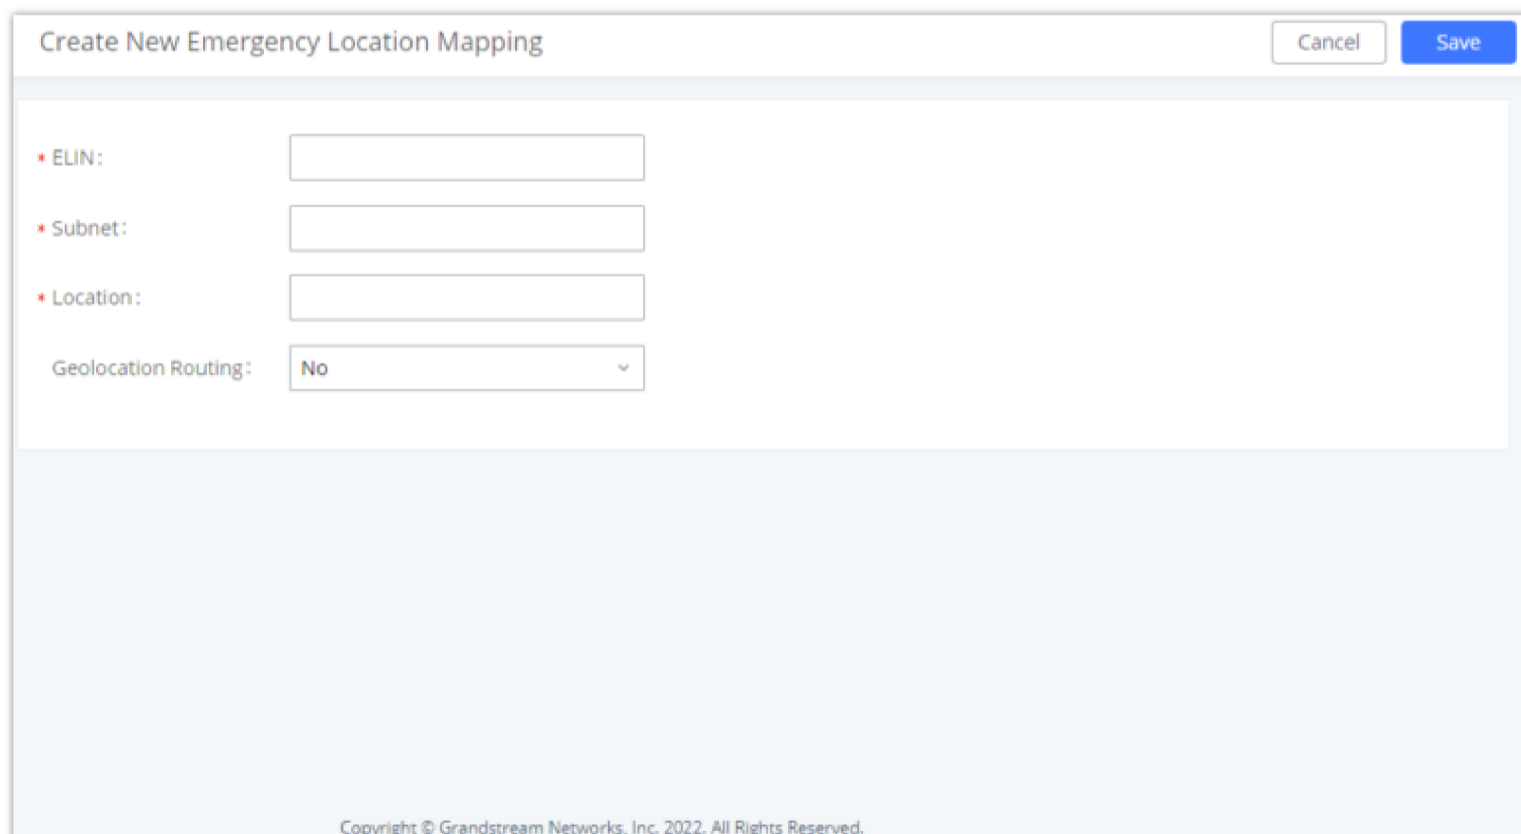 Create New Emergency Location Mapping
Cancel
Save
* ELIN:
* Subnet:
* Location:
Geolocation Routing: No
Copyright © Grandstream Networks, Inc. 2022. All Rights Reserved.